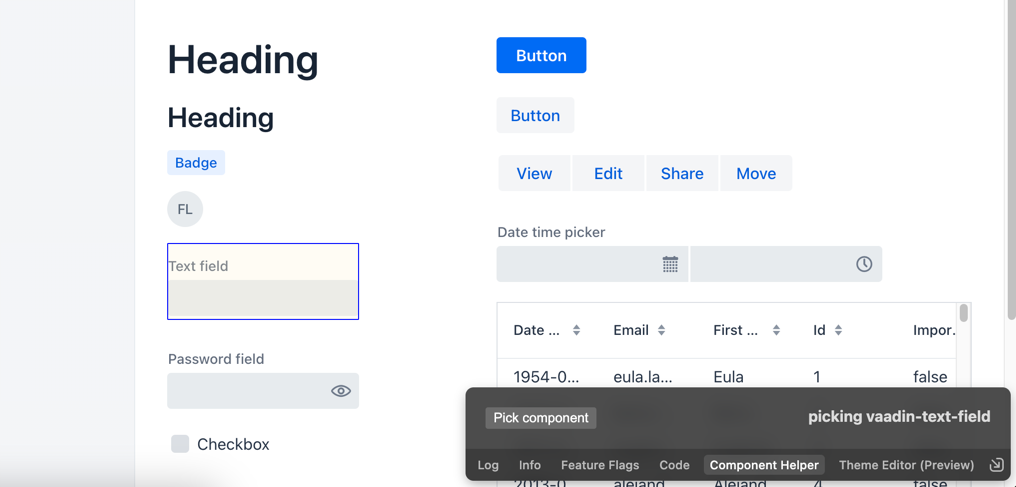 Heading
Heading
Badge
FL
Text field
Password field
Checkbox
Button
Button
View Edit Share Move
Date time picker
Date ... Email First ... Id Impor.
1954-0... eula.la... Eula 1 false
Pick component picking vaadin-text-field
Log Info Feature Flags Code Component Helper Theme Editor (Preview)
2013-0 alejand Alejand 4 false